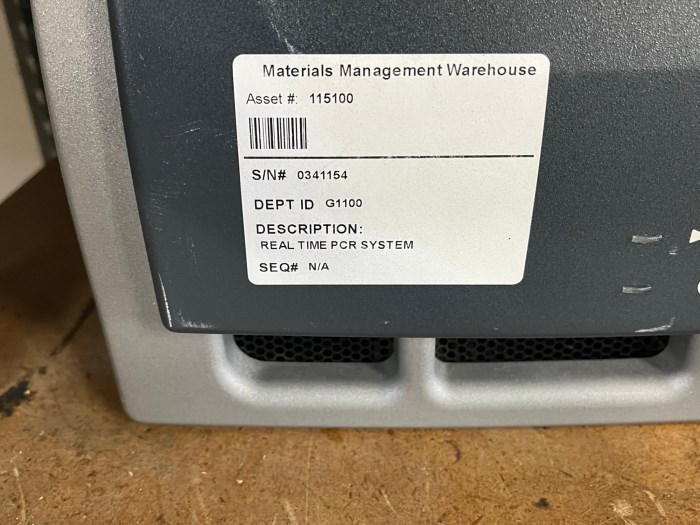 Materials Management Warehouse
Asset #: 115100
S/N# 0341154
DEPT ID G1100
DESCRIPTION:
REAL TIME PCR SYSTEM
SEQ# N/A